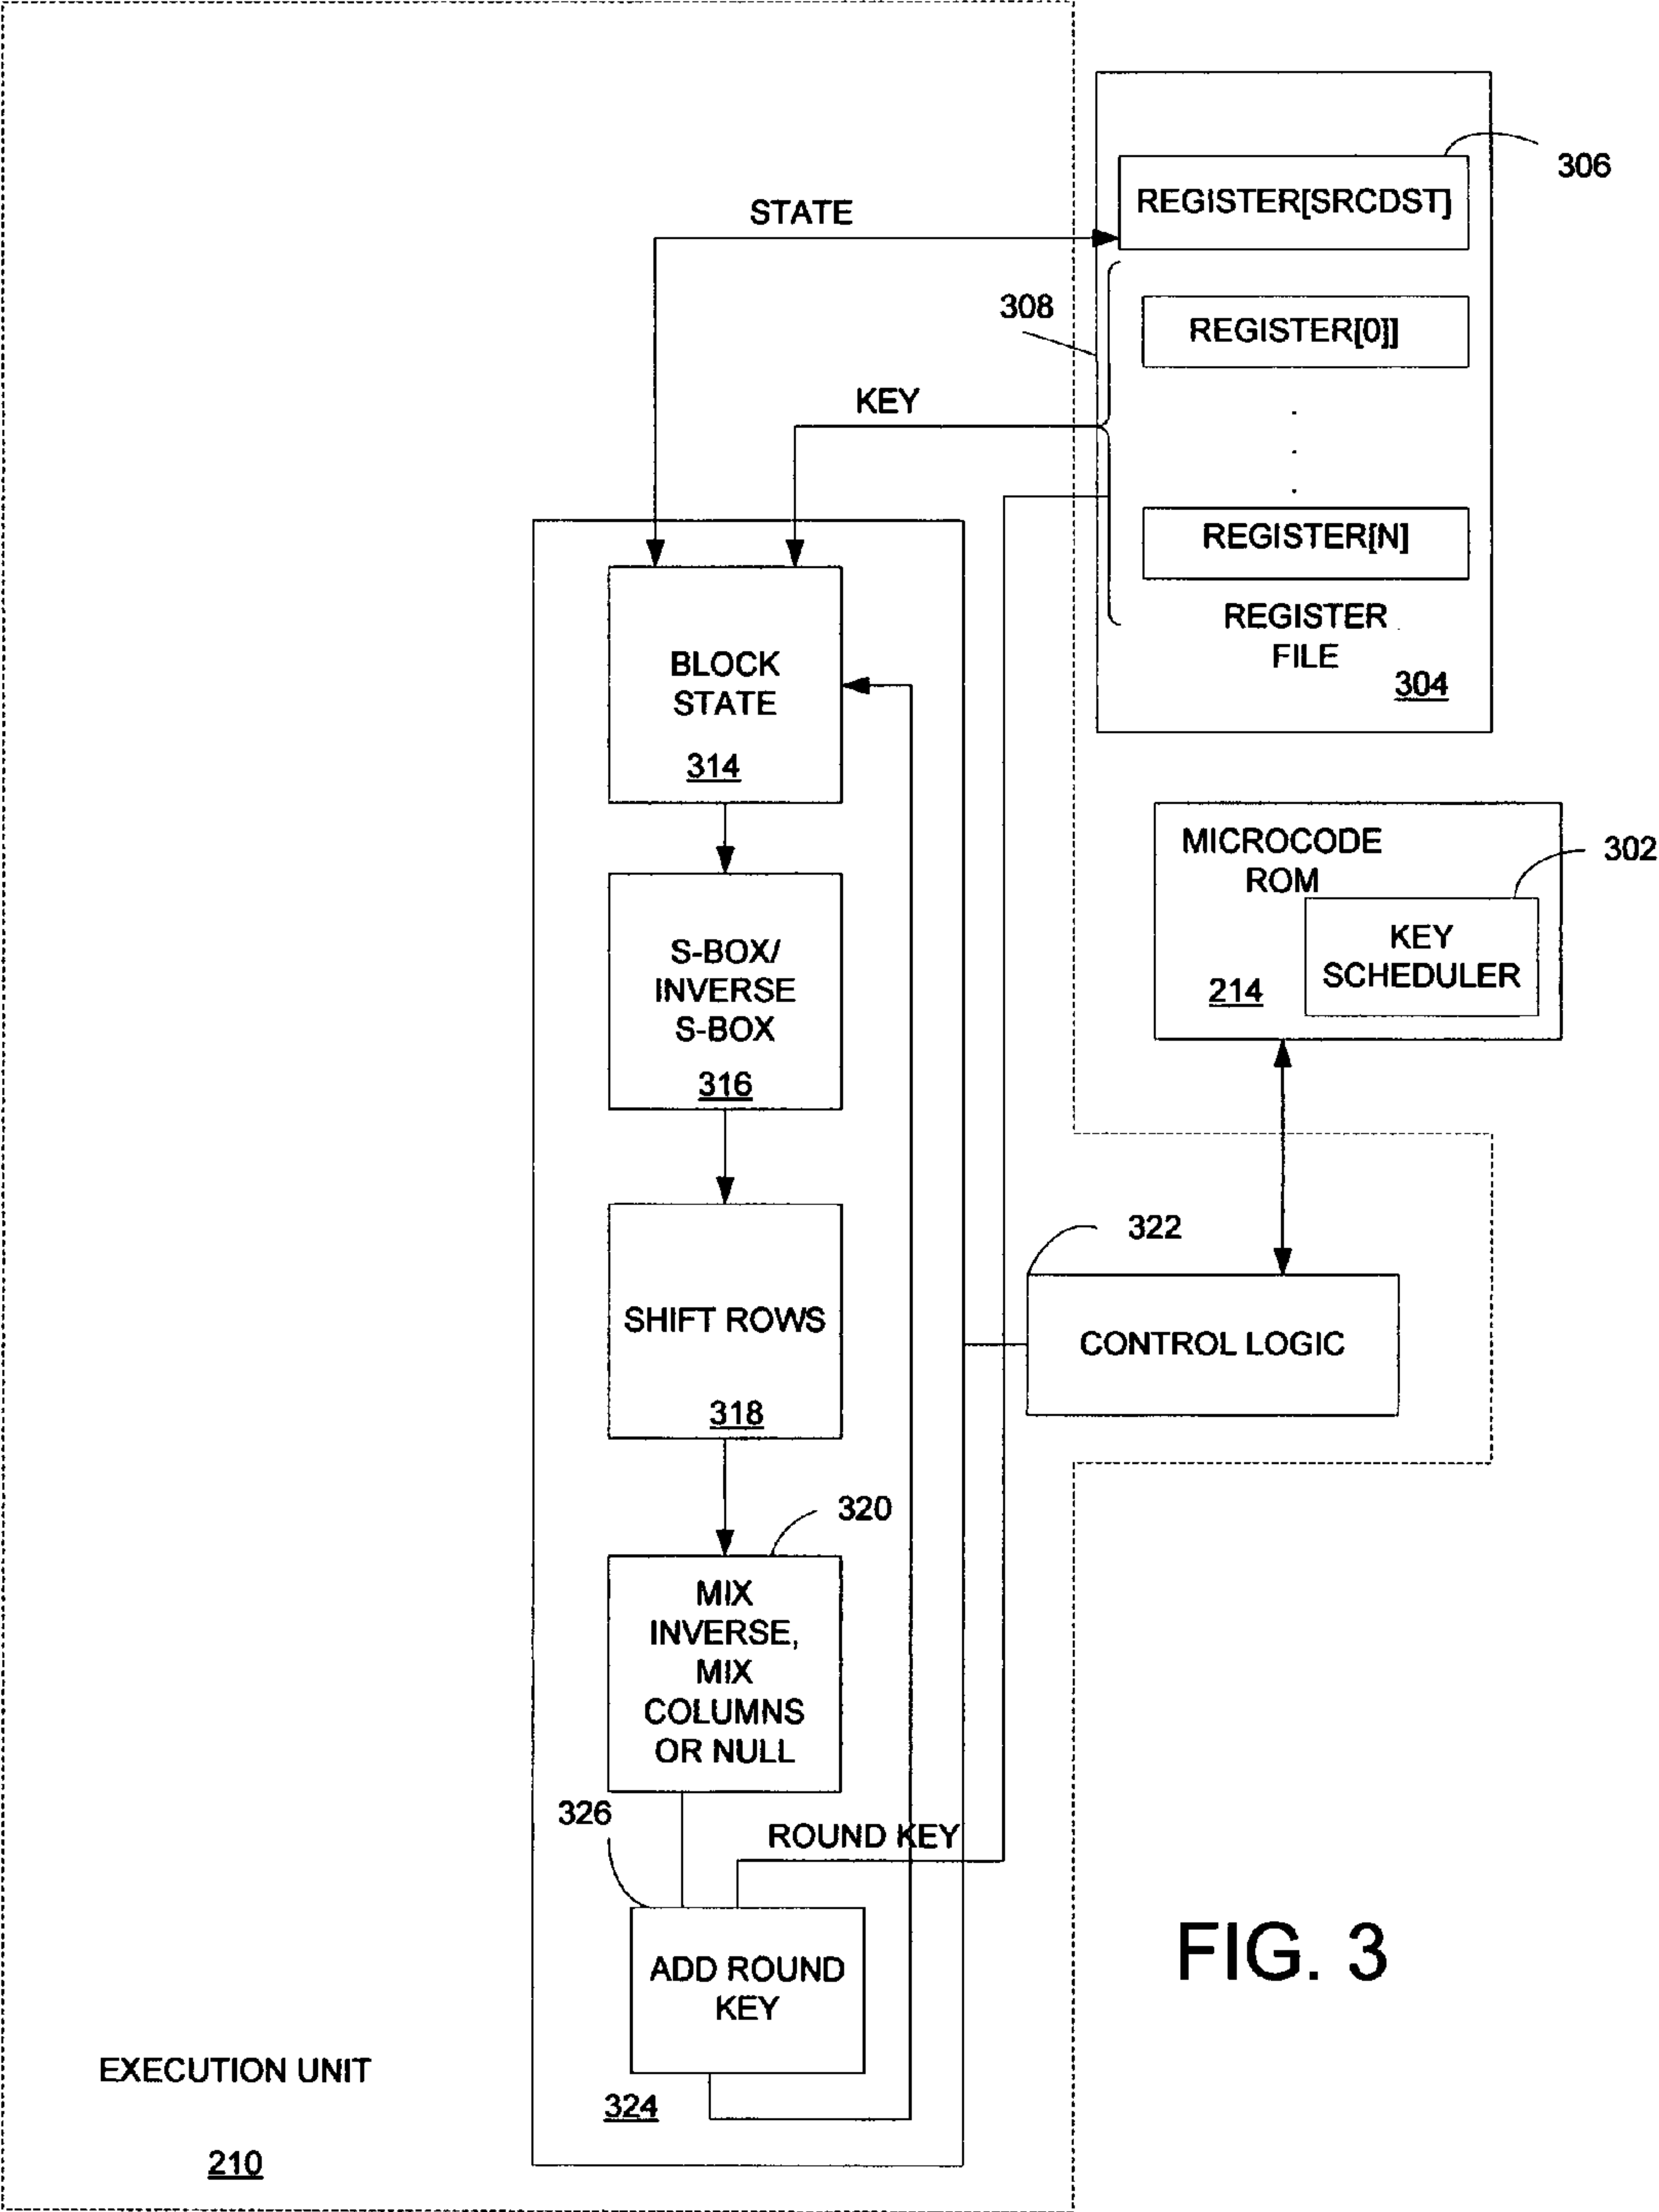 306
REGISTER[SRCDST]
STATE
308
REGISTER[0]]
KEY
.
.
.
REGISTER[N]
REGISTER
FILE
304
BLOCK
STATE
314
MICROCODE
ROM
302
KEY
SCHEDULER
214
S-BOX/
INVERSE
S-BOX
316
322
SHIFT ROWS
318
CONTROL LOGIC
320
MIX
INVERSE,
MIX
COLUMNS
OR NULL
326
ROUND KEY
ADD ROUND
KEY
324
FIG. 3
EXECUTION UNIT
210